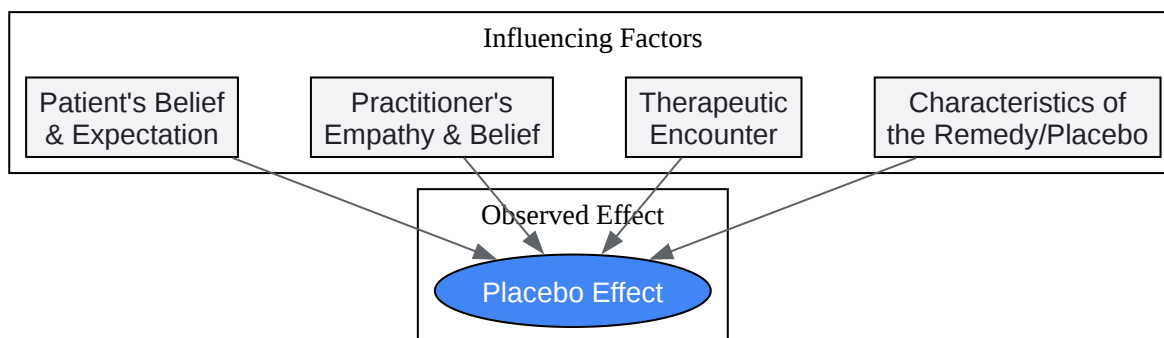 Influencing Factors
Patient's Belief
& Expectation
Practitioner's
Empathy & Belief
Therapeutic
Encounter
Characteristics of
the Remedy/Placebo
Observed Effect
Placebo Effect